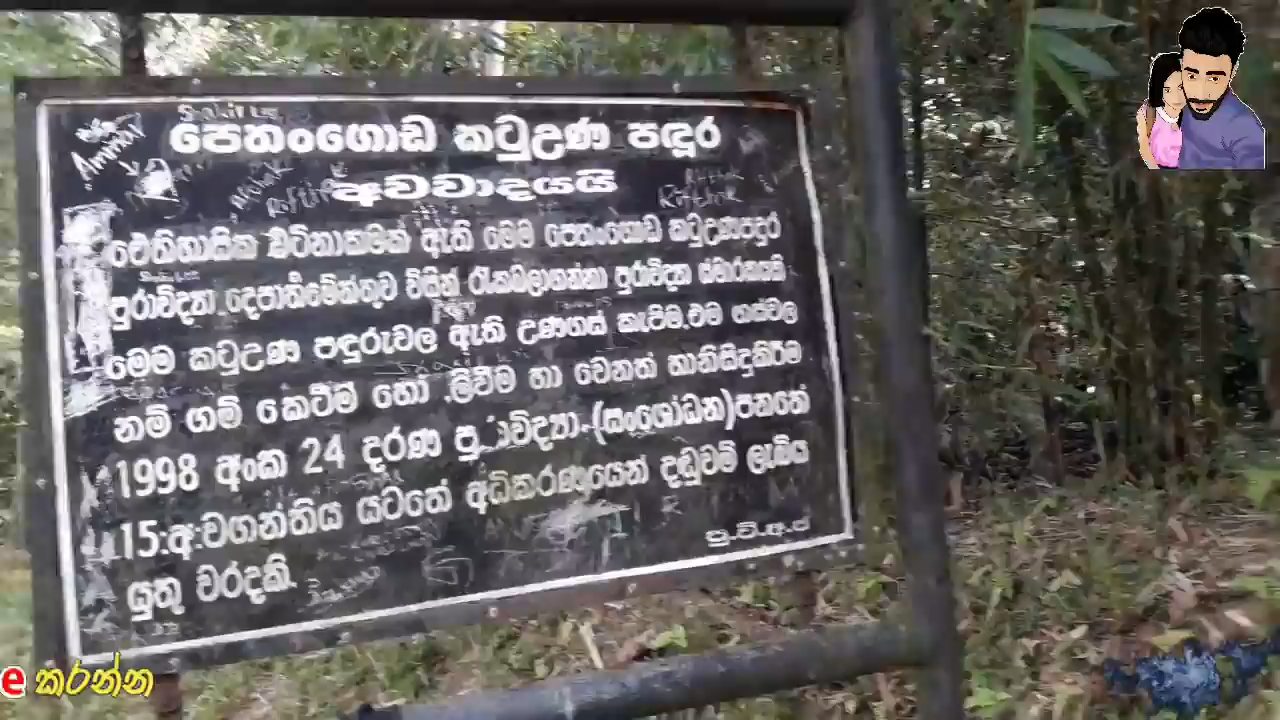 පෙතංගොඩ කටුඋණ පඳුර
අවවාදයයි
ඓතිහාසික වටිනාකමක් ඇති මෙම පෙතංගොඩ කටුඋණපඳුර
පුරාවිද්‍යා දෙපාර්තමේන්තුව විසින් රැකබලාගන්නා පුරාවිද්‍යා ස්මාරකයකි
මෙම කටුඋණ පඳුරුවල ඇති උණගස් කැපීම,එම ගස්වල
නම් ගම් කෙටීම හෝ ලිවීම හා වෙනත් හානිසිදුකිරීම
1998 අංක 24 දරණ පුරාවිද්‍යා (සංශෝධන)පනතේ
15:අ:වගන්තිය යටතේ අධිකරණයෙන් දඬුවම් ලැබිය
යුතු වරදකි.
පු.වි.දෙ
Ammor
e කරන්න